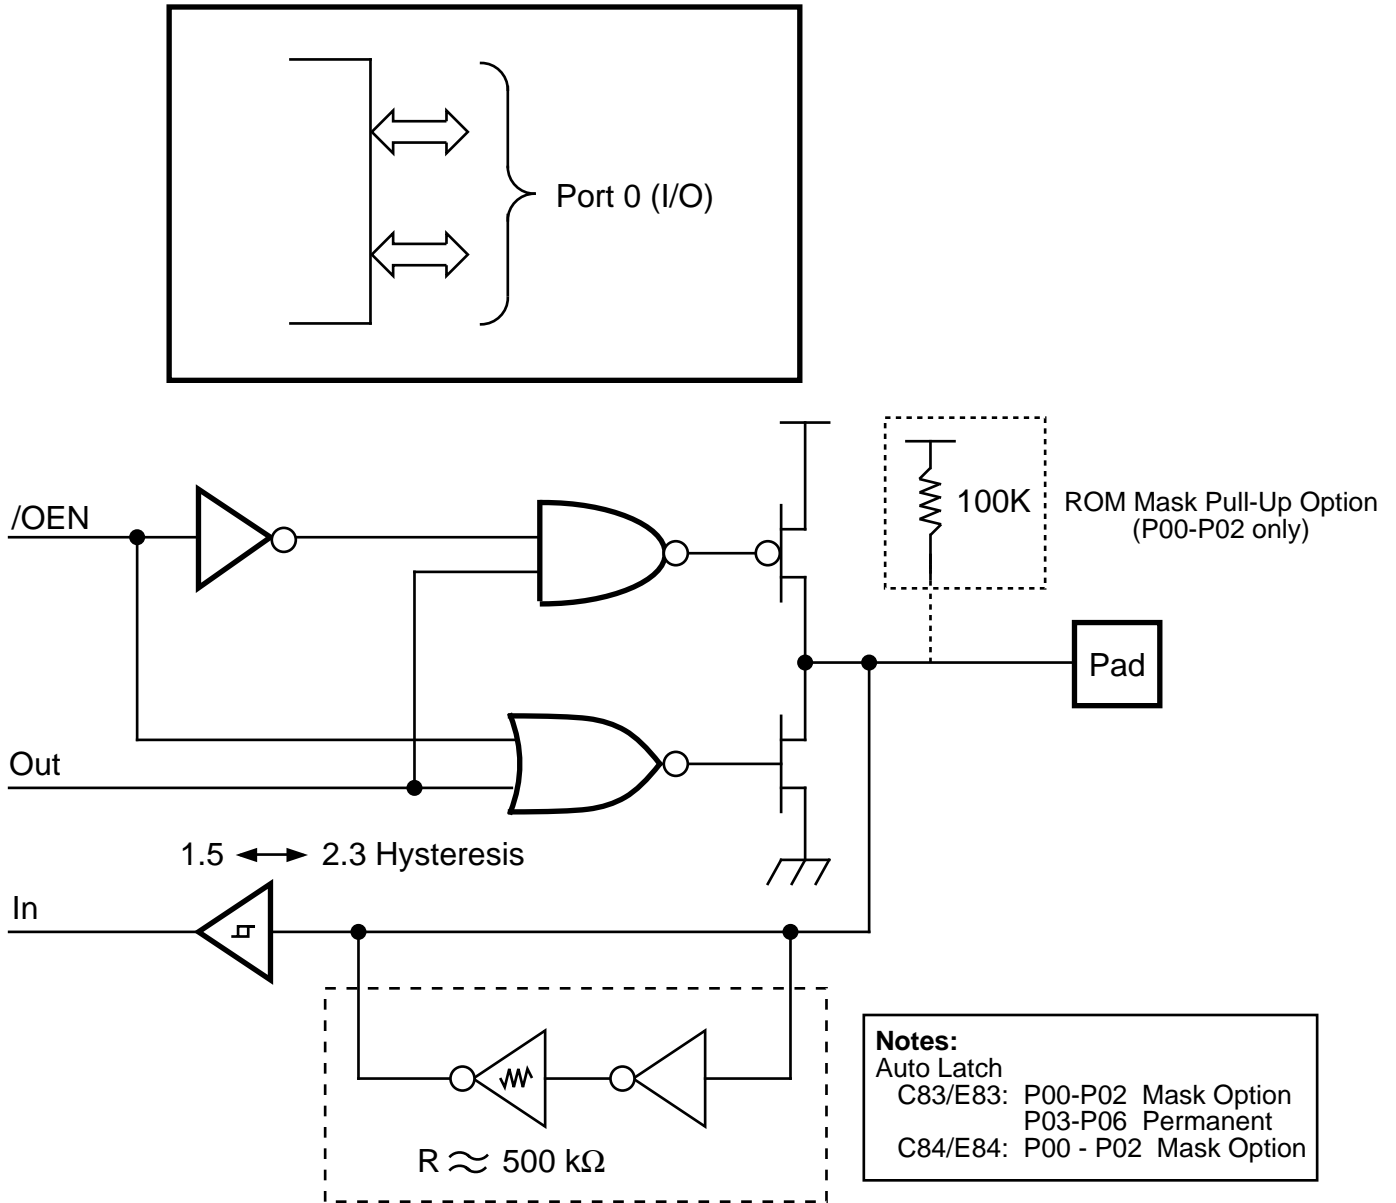 Port 0 (I/O)
/OEN
100K
ROM Mask Pull-Up Option
(P00-P02 only)
Pad
Out
1.5 2.3 Hysteresis
In
R ≈ 500 kΩ
Notes:
Auto Latch
C83/E83: P00-P02 Mask Option
P03-P06 Permanent
C84/E84: P00 - P02 Mask Option